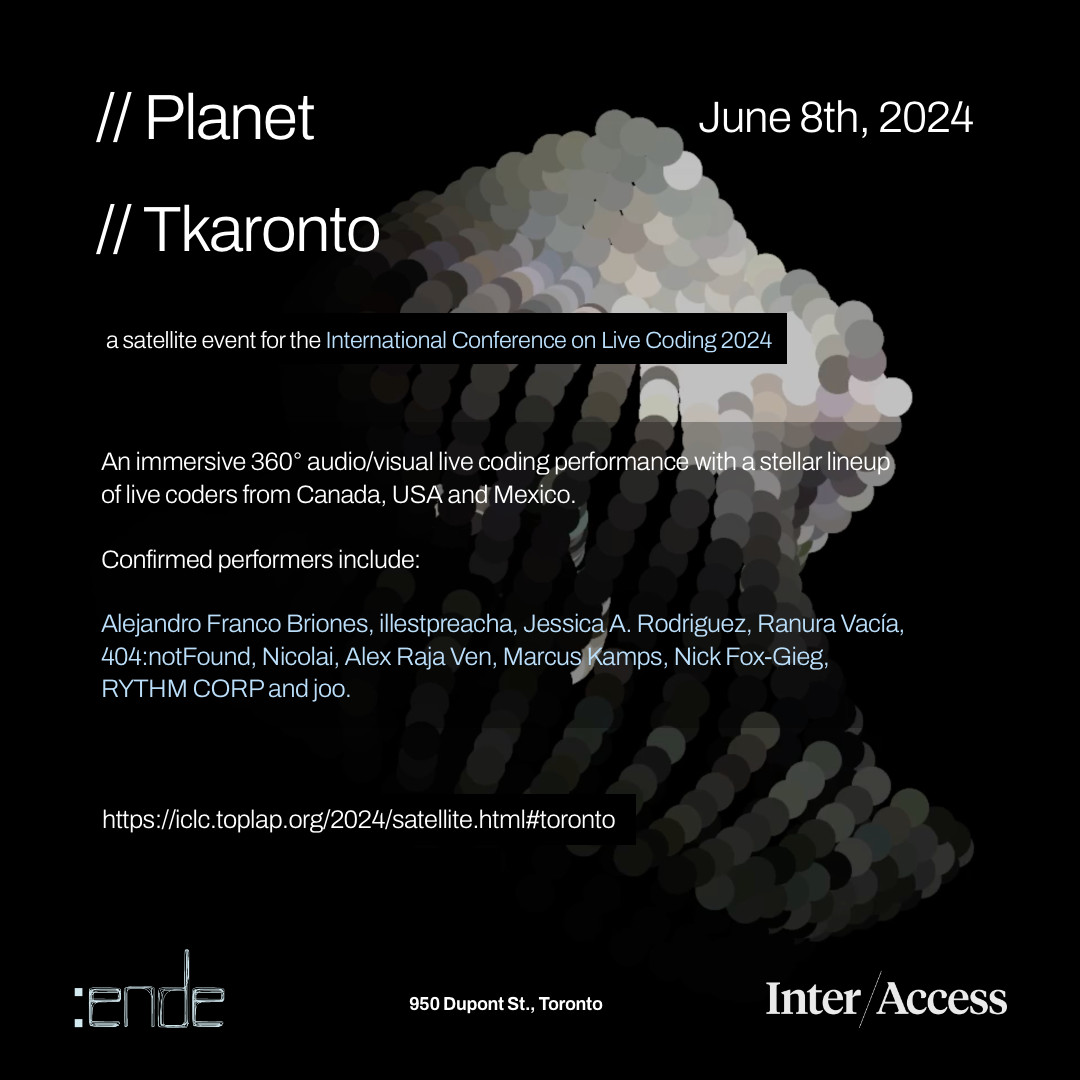 // Planet
June 8th, 2024
// Tkaronto
a satellite event for the International Conference on Live Coding 2024
An immersive 360° audio/visual live coding performance with a stellar lineup
of live coders from Canada, USA and Mexico.
Confirmed performers include:
Alejandro Franco Briones, illestpreacha, Jessica A. Rodriguez, Ranura Vacía,
404:notFound, Nicolai, Alex Raja Ven, Marcus Kamps, Nick Fox-Gieg,
RYTHM CORP and joo.
https://iclc.toplap.org/2024/satellite.html#toronto
:ende
950 Dupont St., Toronto
Inter/Access